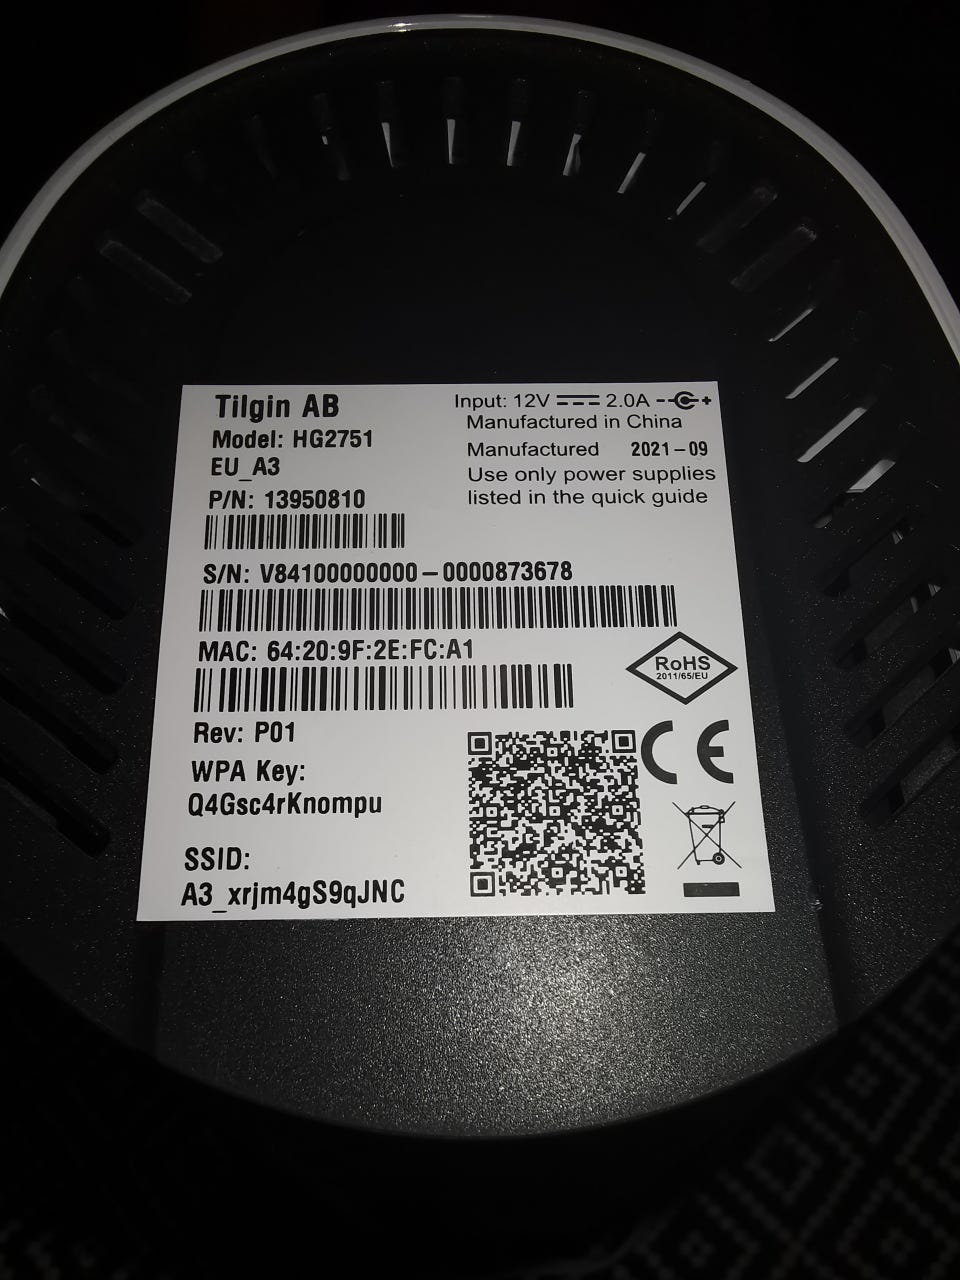 Tilgin AB
Model: HG2751
EU_A3
P/N: 13950810
Input: 12V 2.0A
Manufactured in China
Manufactured 2021-09
Use only power supplies
listed in the quick guide
S/N: V84100000000-0000873678
MAC: 64:20:9F:2E:FC:A1
RoHS
2011/65/EU
Rev: P01
WPA Key:
Q4Gsc4rKnompu
SSID:
A3_xrjm4gS9qJNC
CE